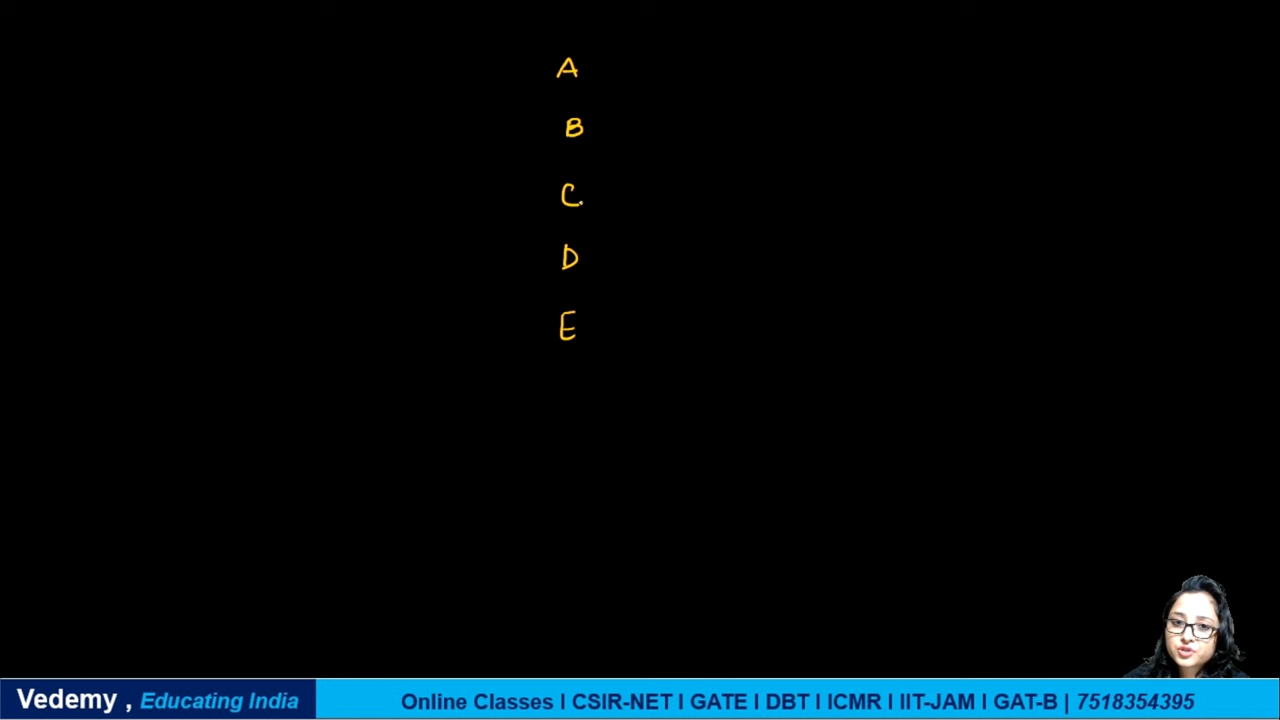 A
B
C
D
E
Vedemy , Educating India
Online Classes I CSIR-NET I GATE I DBT I ICMR I IIT-JAM I GAT-B | 7518354395